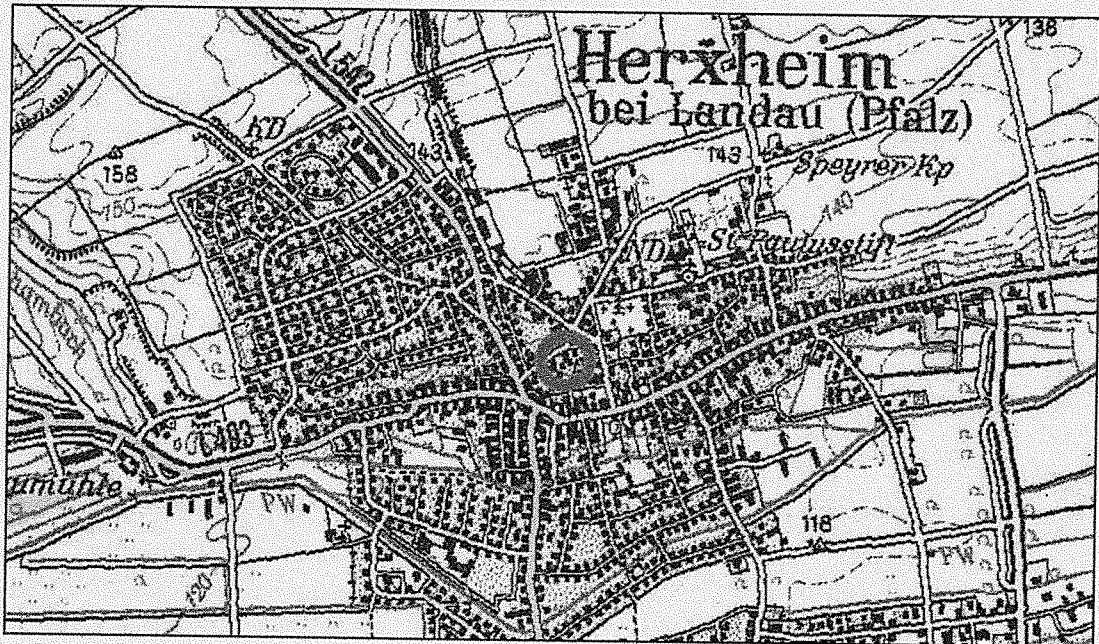 138
Herxheim
bei Landau (Pfalz)
KD
143
143
Speyrer Kp
158
150
140
ND
St Paulusstift
L493
PW
118
PW
120